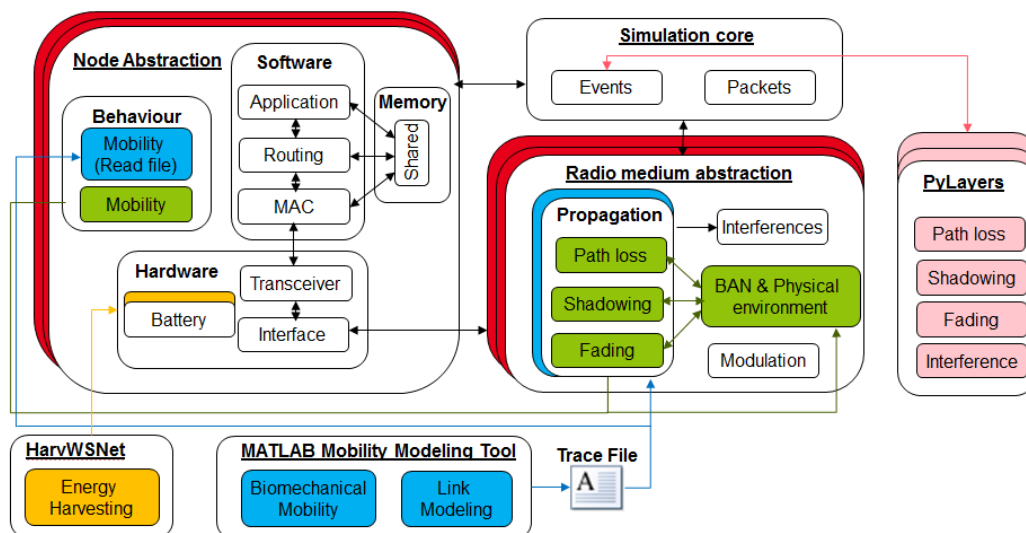 Node Abstraction
Behaviour
Mobility
(Read file)
Mobility
Software
Application
Routing
MAC
Memory
Shared
Hardware
Transceiver
Battery
Interface
Simulation core
Events
Packets
Radio medium abstraction
Propagation
Path loss
Shadowing
Fading
Interferences
BAN & Physical
environment
Modulation
PyLayers
Path loss
Shadowing
Fading
Interference
HarvWSNet
Energy
Harvesting
MATLAB Mobility Modeling Tool
Biomechanical
Mobility
Link
Modeling
Trace File
A